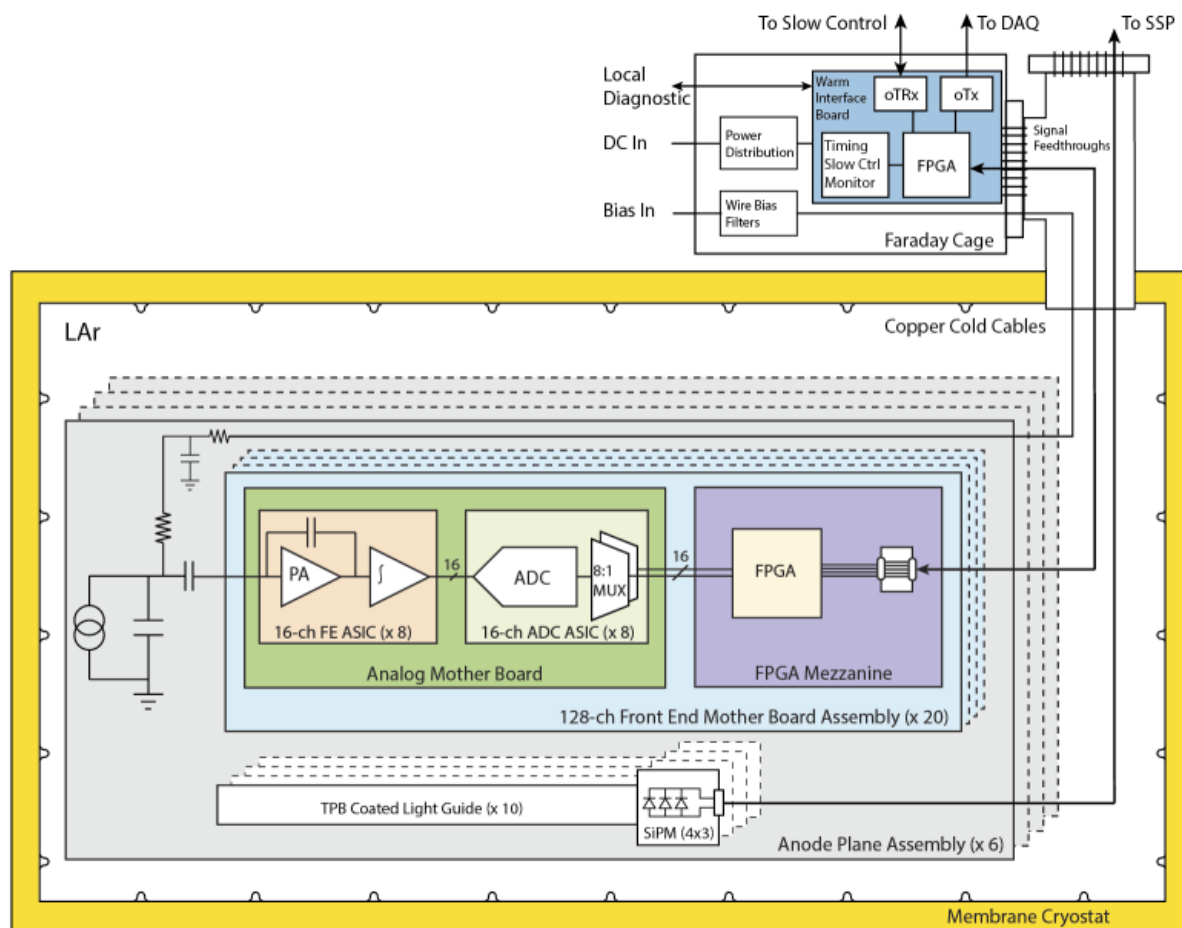 To Slow Control
To DAQ
To SSP
Local
Diagnostic
Warm
Interface
Board
oTRx
oTx
Signal
Feedthroughs
DC In
Power
Distribution
Timing
Slow Ctrl
Monitor
FPGA
Bias In
Wire Bias
Filters
Faraday Cage
LAr
Copper Cold Cables
PA
∫
16
ADC
8:1
MUX
16
FPGA
16-ch FE ASIC (x 8)
16-ch ADC ASIC (x 8)
Analog Mother Board
FPGA Mezzanine
128-ch Front End Mother Board Assembly (x 20)
TPB Coated Light Guide (x 10)
SiPM (4x3)
Anode Plane Assembly (x 6)
Membrane Cryostat